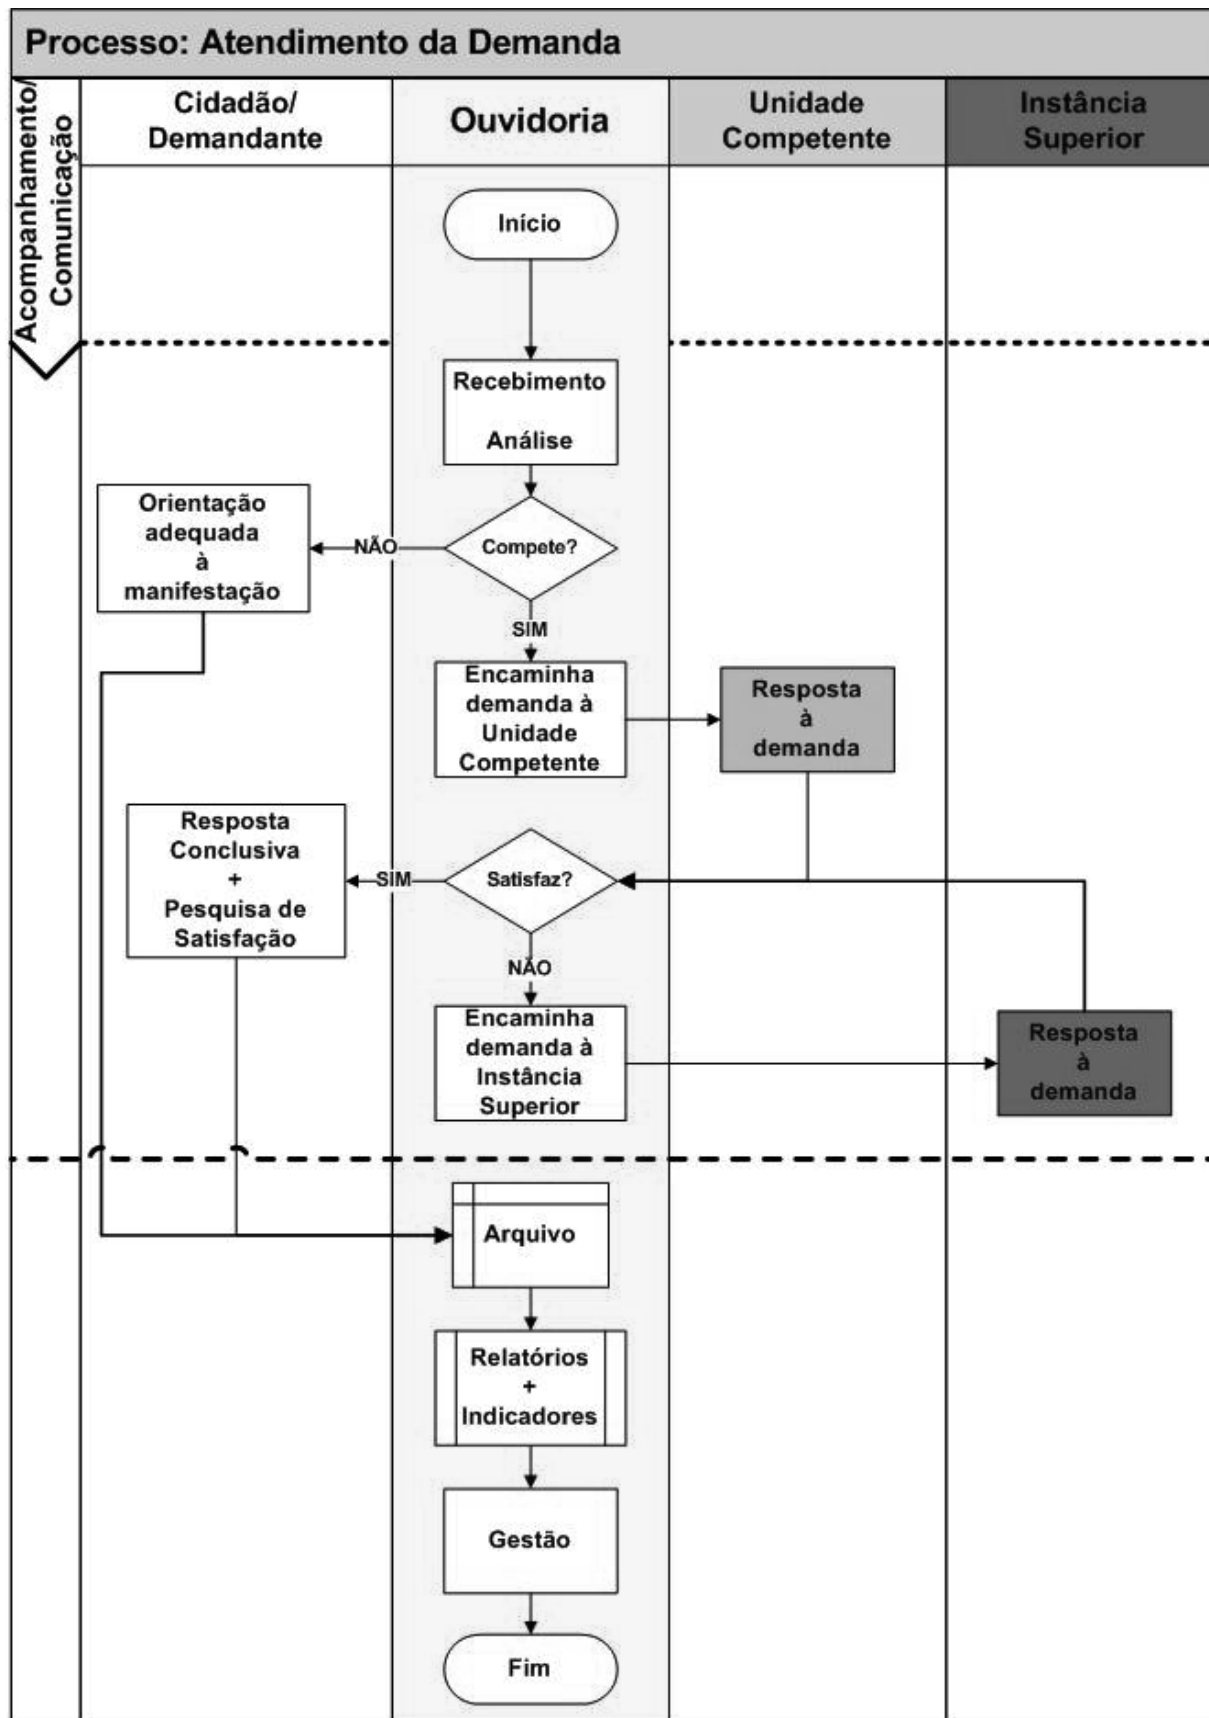 Processo: Atendimento da Demanda
Acompanhamento/
Comunicação
Cidadão/
Demandante
Ouvidoria
Unidade
Competente
Instância
Superior
Início
Recebimento
Análise
Orientação
adequada
à
manifestação
NÃO
Compete?
SIM
Encaminha
demanda à
Unidade
Competente
Resposta
à
demanda
Resposta
Conclusiva
+
Pesquisa de
Satisfação
SIM
Satisfaz?
NÃO
Encaminha
demanda à
Instância
Superior
Resposta
à
demanda
Arquivo
Relatórios
+
Indicadores
Gestão
Fim